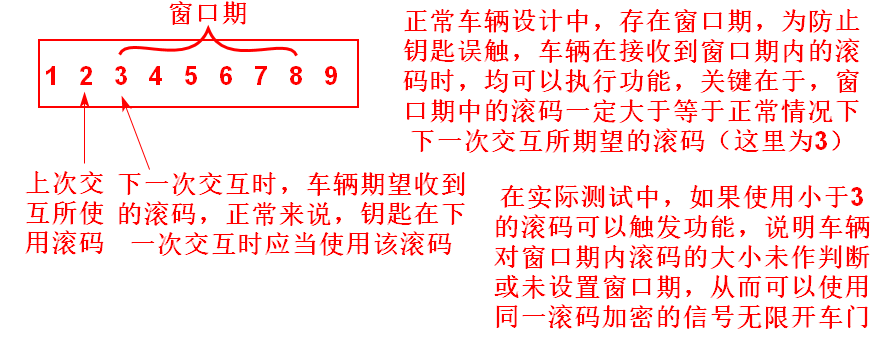 窗口期
1 2 3 4 5 6 7 8 9
上次交
互所使
用滚码
下一次交互时，车辆期望收到
的滚码，正常来说，钥匙在下
一次交互时应当使用该滚码
正常车辆设计中，存在窗口期，为防止
钥匙误触，车辆在接收到窗口期内的滚
码时，均可以执行功能，关键在于，窗
口期中的滚码一定大于等于正常情况下
下一次交互所期望的滚码（这里为3）
在实际测试中，如果使用小于3
的滚码可以触发功能，说明车辆
对窗口期内滚码的大小未作判断
或未设置窗口期，从而可以使用
同一滚码加密的信号无限开车门